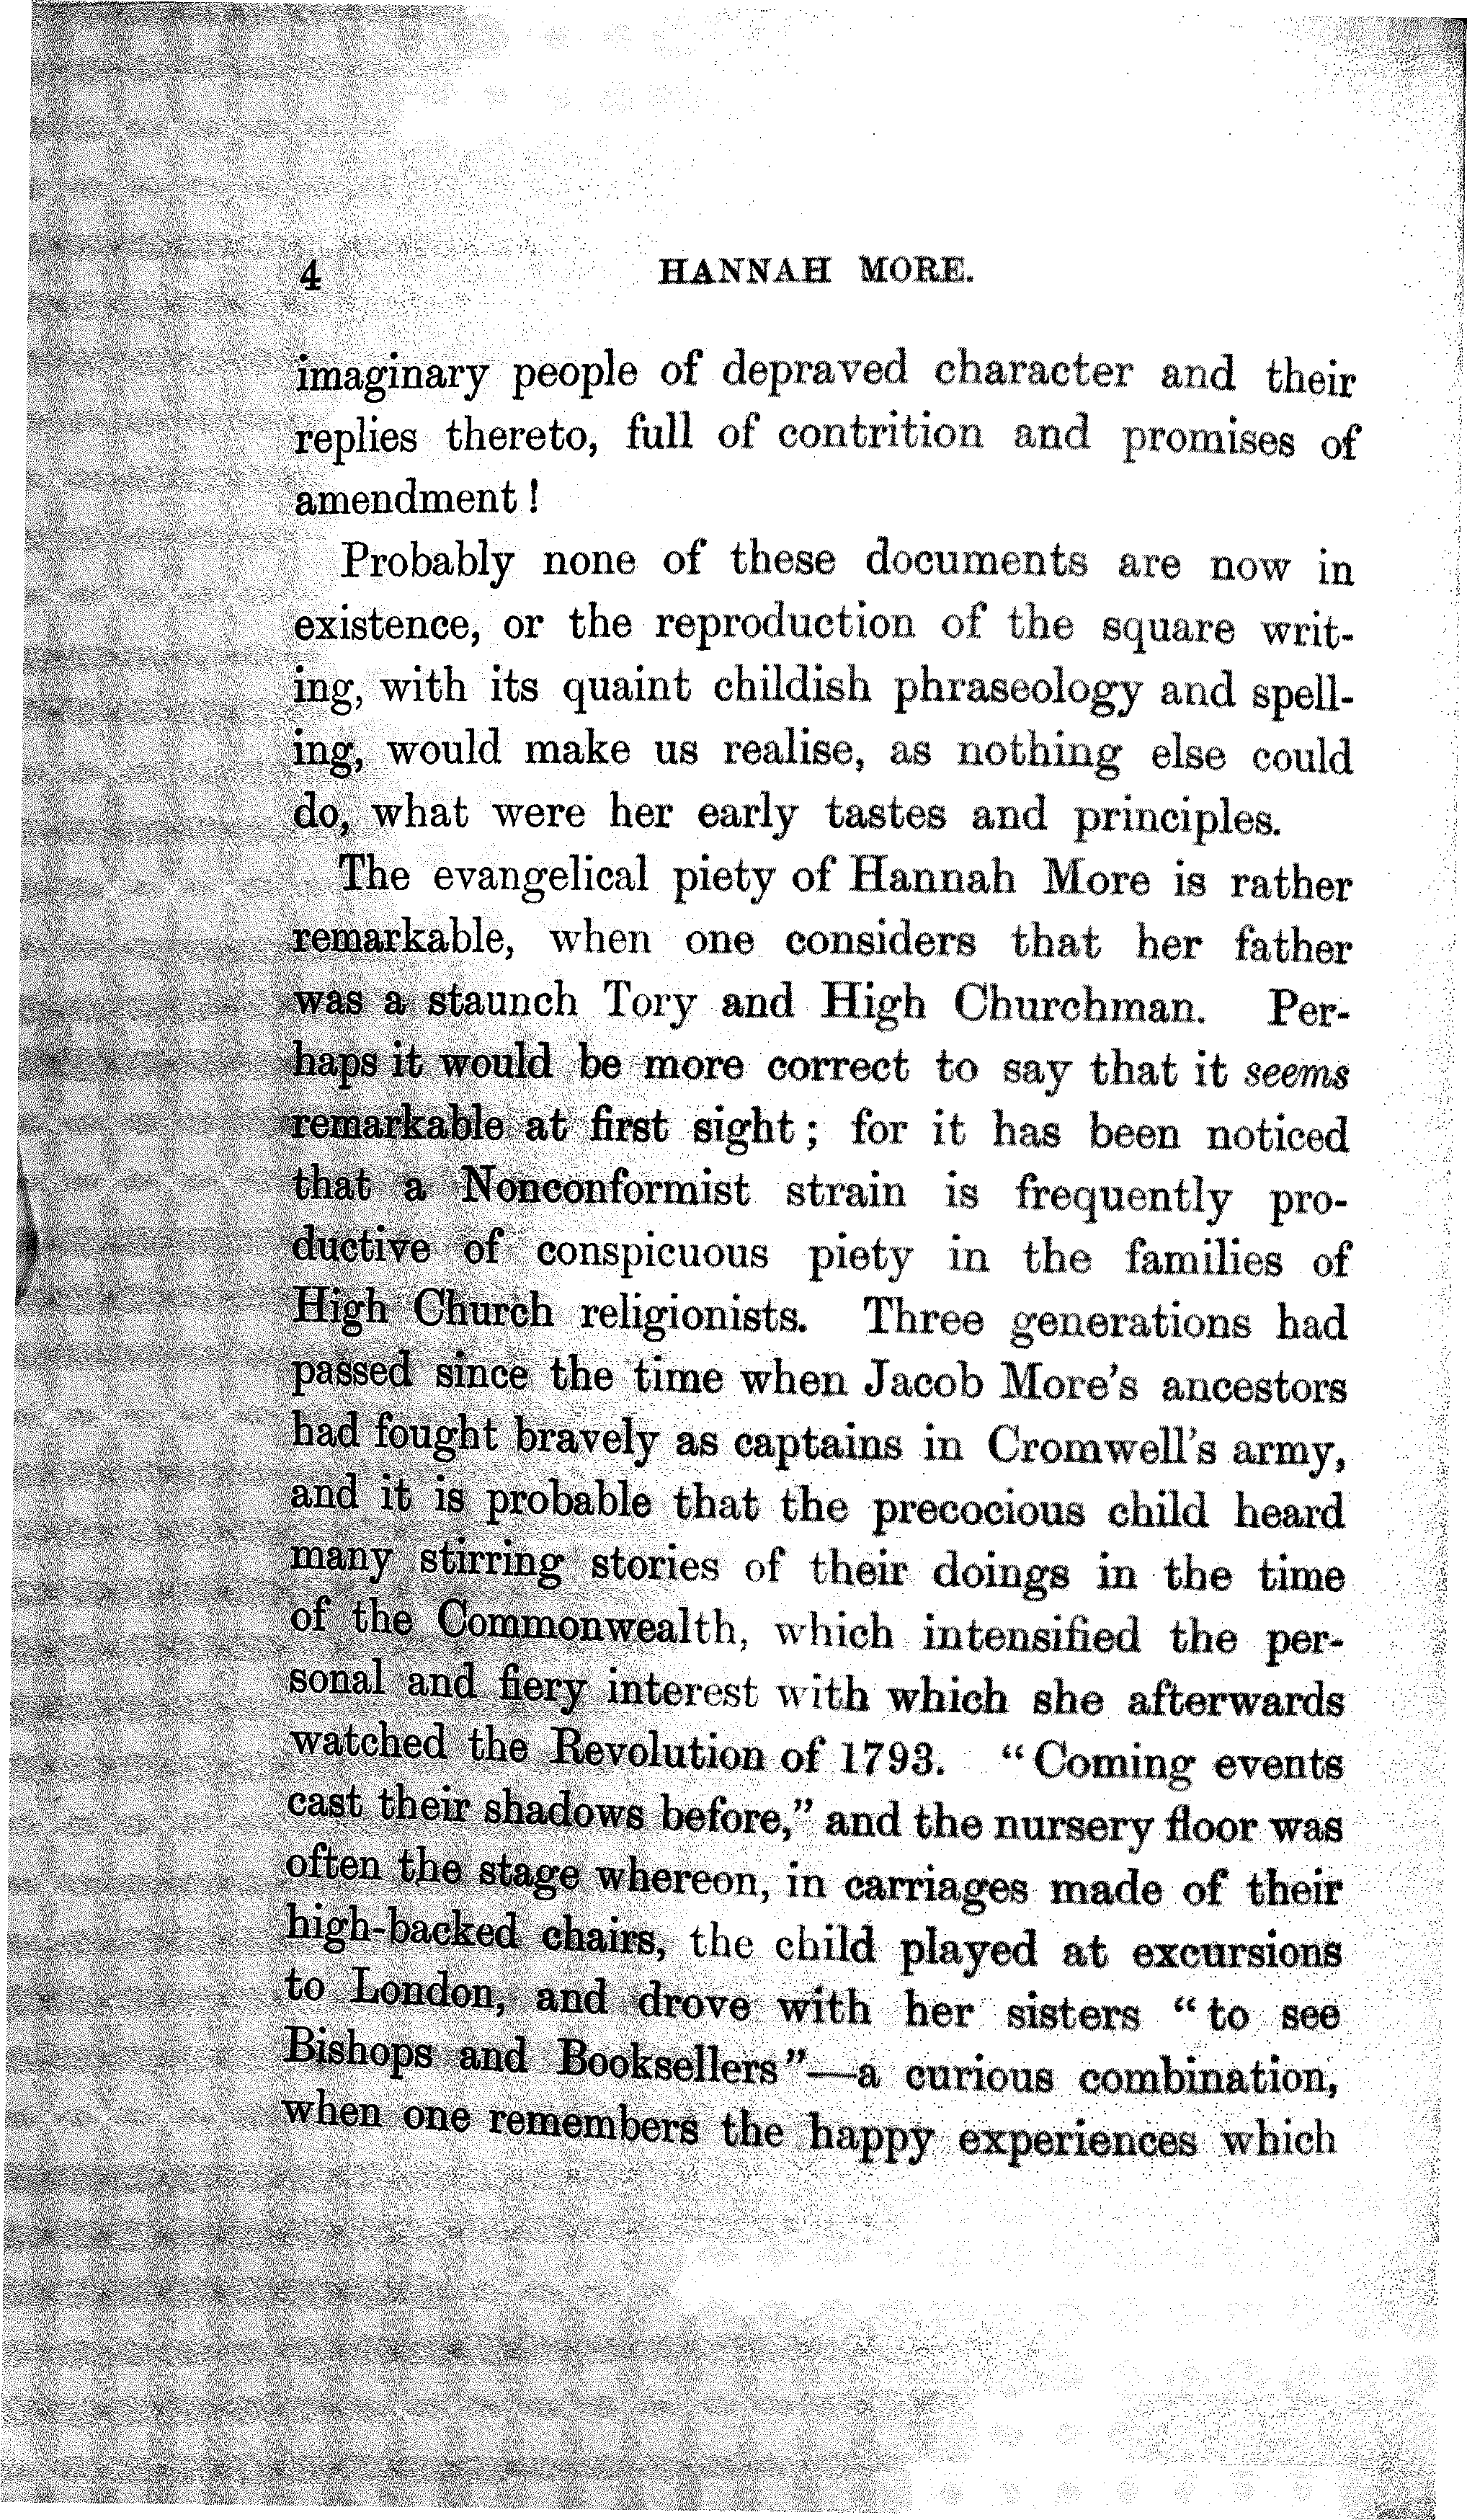 4 HANNAH MORE.
imaginary people of depraved character and their
replies thereto, full of contrition and promises of
amendment!
Probably none of these documents are now in
existence, or the reproduction of the square writ-
ing, with its quaint childish phraseology and spell-
ing, would make us realise, as nothing else could
do, what were her early tastes and principles.
The evangelical piety of Hannah More is rather
remarkable, when one considers that her father
was a staunch Tory and High Churchman. Per-
haps it would be more correct to say that it seems
remarkable at first sight; for it has been noticed
that a Nonconformist strain is frequently pro-
ductive of conspicuous piety in the families of
High Church religionists. Three generations had
passed since the time when Jacob More's ancestors
had fought bravely as captains in Cromwell's army,
and it is probable that the precocious child heard
many stirring stories of their doings in the time
of the Commonwealth, which intensified the per-
sonal and fiery interest with which she afterwards
watched the Revolution of 1793. "Coming events
cast their shadows before," and the nursery floor was
often the stage whereon, in carriages made of their
high-backed chairs, the child played at excursions
to London, and drove with her sisters "to see
Bishops and Booksellers"—a curious combination,
when one remembers the happy experiences which